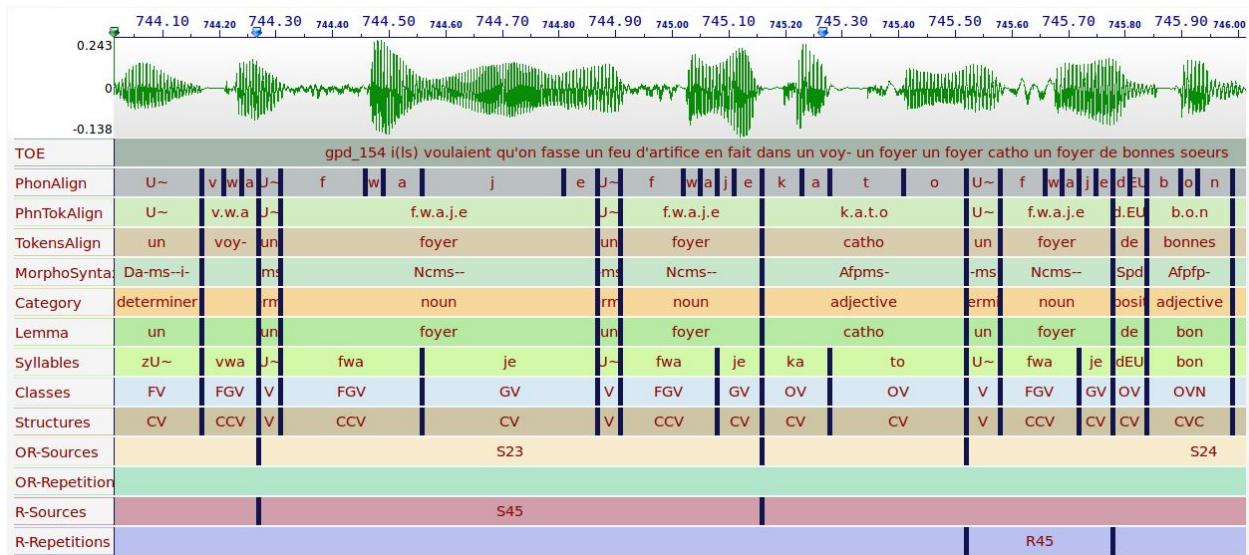 744.10 744.20 744.30 744.40 744.50 744.60 744.70 744.80 744.90 745.00 745.10 745.20 745.30 745.40 745.50 745.60 745.70 745.80 745.90 746.00
0.243
0
-0.138
TOE gpd_154 i(ls) voulaient qu'on fasse un feu d'artifice en fait dans un voy- un foyer un foyer catho un foyer de bonnes soeurs
PhonAlign U~ v w a U~ f w a j e U~ f w a j e k a t o U~ f w a j e d EU b o n
PhnTokAlign U~ v.w.a U~ f.w.a.j.e U~ f.w.a.j.e k.a.t.o U~ f.w.a.j.e d.EU b.o.n
TokensAlign un voy- un foyer un foyer catho un foyer de bonnes
MorphoSynta Da-ms--i- ms Ncms-- -ms Ncms-- Afpms- -ms Ncms-- Spd Afpfp-
Category determiner rm noun rm noun adjective ermi noun posit adjective
Lemma un un foyer un foyer catho un foyer de bon
Syllables zU~ vwa U~ fwa je U~ fwa je ka to U~ fwa je dEU bon
Classes FV FGV V FGV GV V FGV GV OV OV V FGV GV OV OVN
Structures CV CCV V CCV CV V CCV CV CV CV V CCV CV CV CVC
OR-Sources S23 S24
OR-Repetition
R-Sources S45
R-Repetitions R45